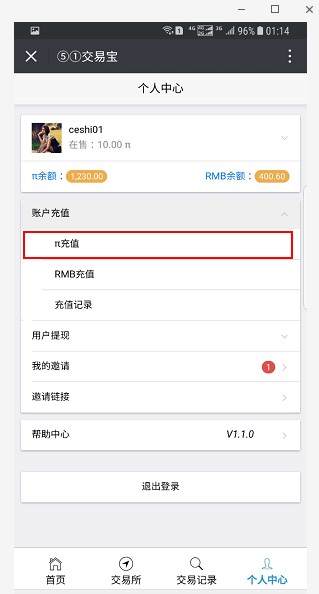 4G 4G 2G 3G 96% 01:14
⑤①交易宝
个人中心
ceshi01
在售：10.00 π
π余额：1,230.00 RMB余额：400.60
账户充值
π充值
RMB充值
充值记录
用户提现
我的邀请 1
邀请链接
帮助中心 V1.1.0
退出登录
首页 交易所 交易记录 个人中心